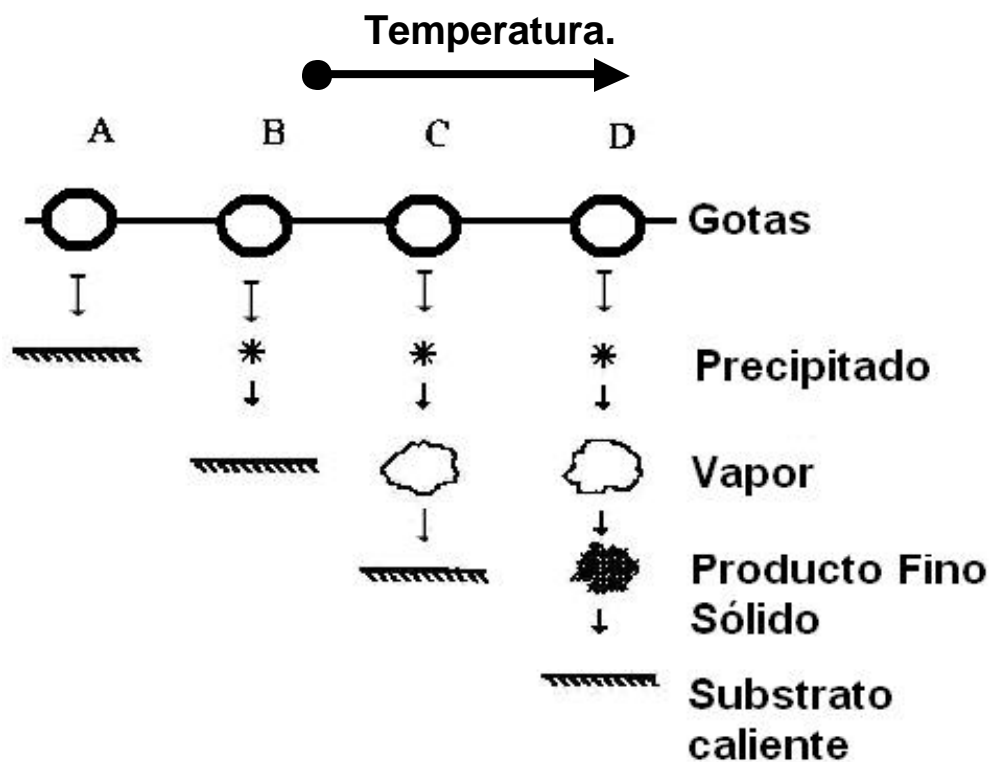 Temperatura.
A B C D
Gotas
Precipitado
Vapor
Producto Fino
Sólido
Substrato
caliente